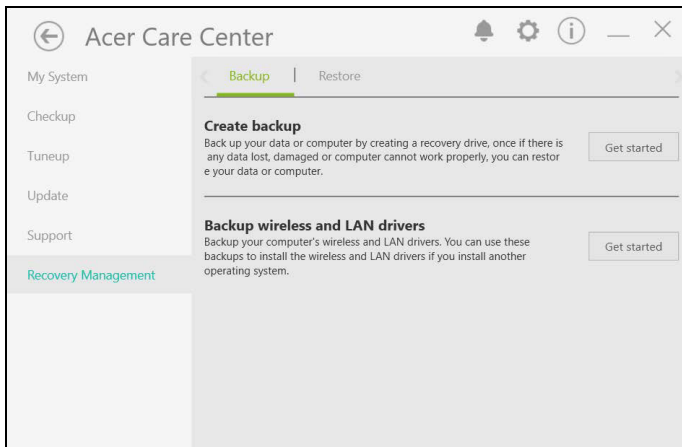 Acer Care Center
My System
Checkup
Tuneup
Update
Support
Recovery Management
Backup | Restore
Create backup
Back up your data or computer by creating a recovery drive, once if there is
any data lost, damaged or computer cannot work properly, you can restor
e your data or computer.
Get started
Backup wireless and LAN drivers
Backup your computer's wireless and LAN drivers. You can use these
backups to install the wireless and LAN drivers if you install another
operating system.
Get started